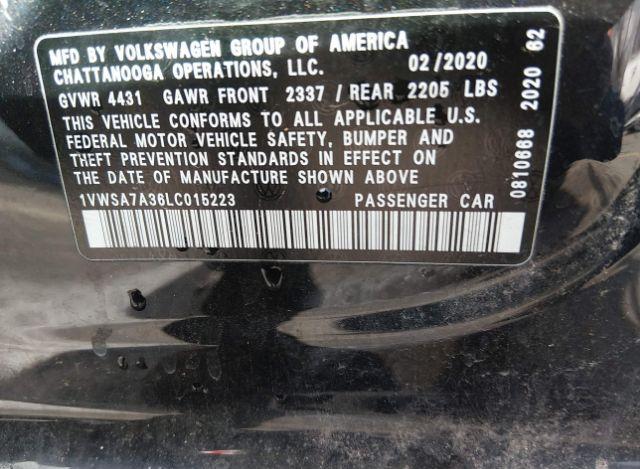 MFD BY VOLKSWAGEN GROUP OF AMERICA
CHATTANOOGA OPERATIONS, LLC. 02/2020
GVWR 4431 GAWR FRONT 2337 / REAR 2205 LBS
THIS VEHICLE CONFORMS TO ALL APPLICABLE U.S.
FEDERAL MOTOR VEHICLE SAFETY, BUMPER AND
THEFT PREVENTION STANDARDS IN EFFECT ON
THE DATE OF MANUFACTURE SHOWN ABOVE
1VWSA7A36LC015223 PASSENGER CAR
0810668 2020 62